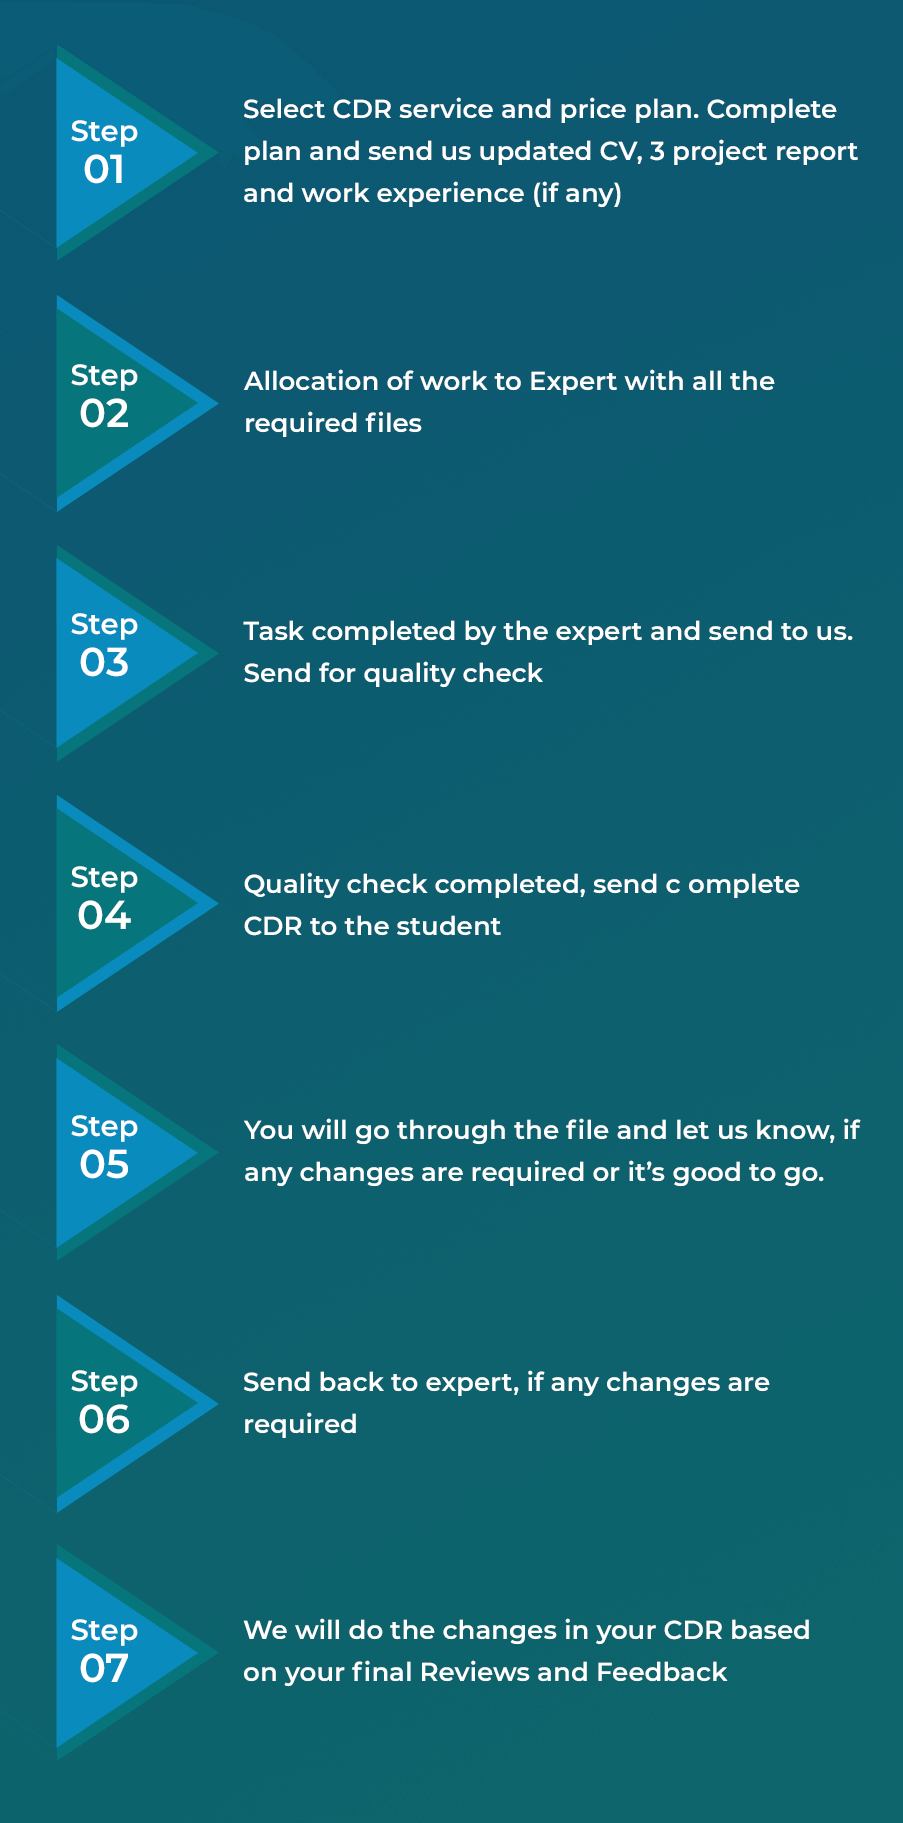 Step
01
Select CDR service and price plan. Complete
plan and send us updated CV, 3 project report
and work experience (if any)
Step
02
Allocation of work to Expert with all the
required files
Step
03
Task completed by the expert and send to us.
Send for quality check
Step
04
Quality check completed, send c omplete
CDR to the student
Step
05
You will go through the file and let us know, if
any changes are required or it’s good to go.
Step
06
Send back to expert, if any changes are
required
Step
07
We will do the changes in your CDR based
on your final Reviews and Feedback